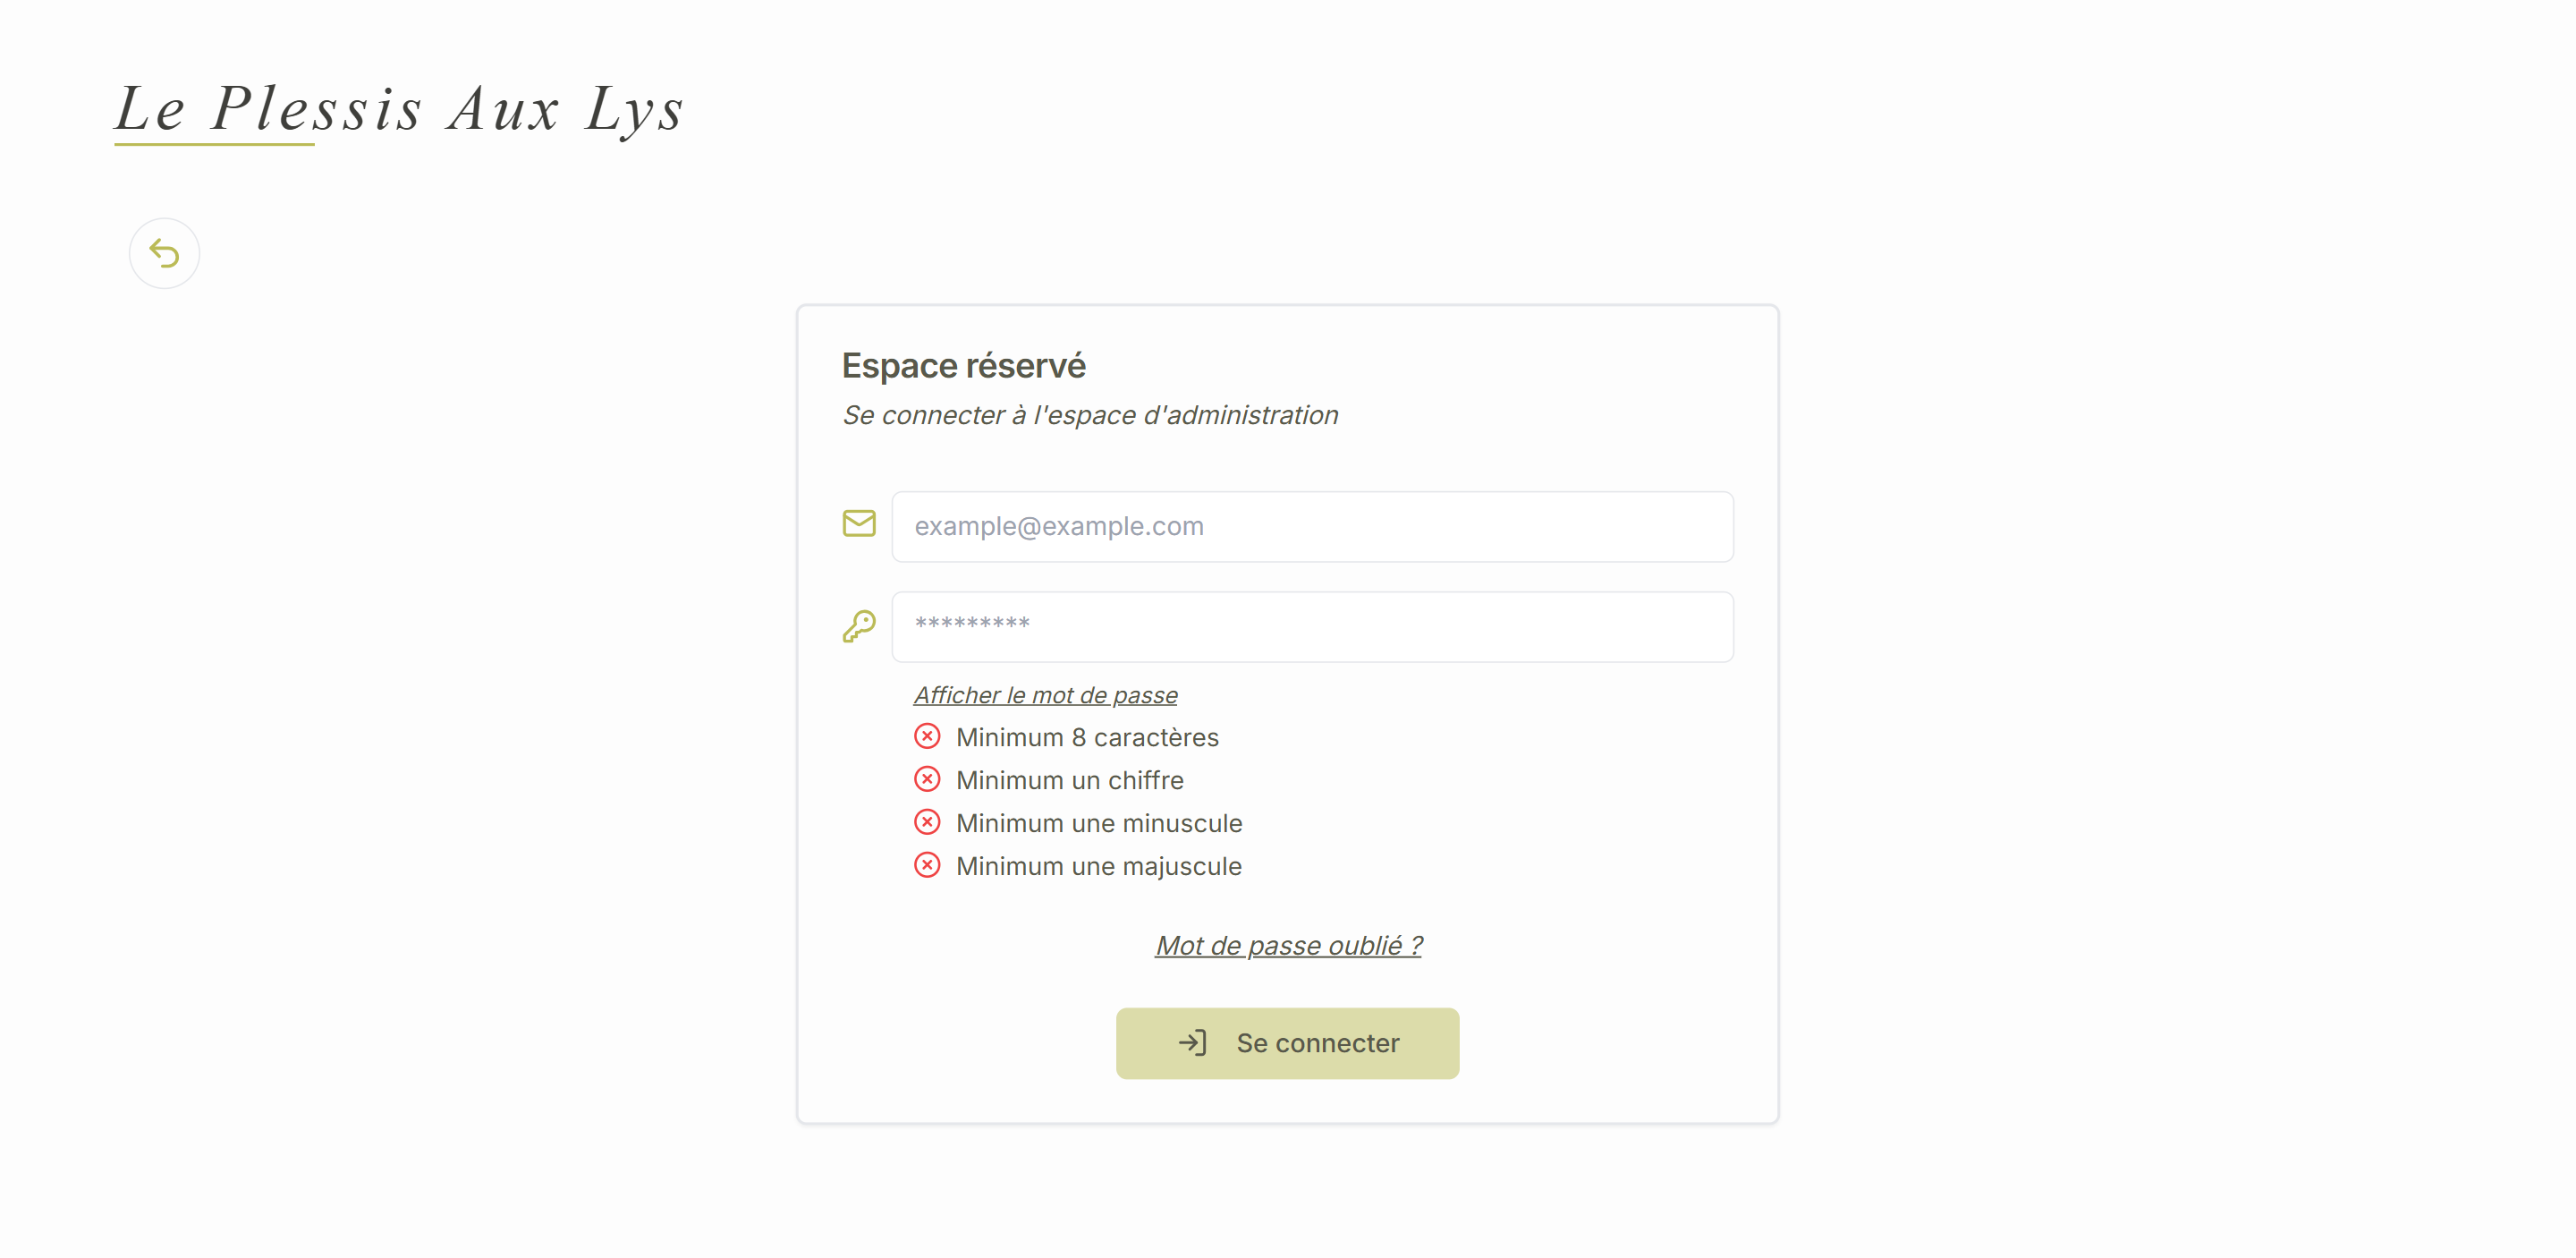 Le Plessis Aux Lys
Espace réservé
Se connecter à l'espace d'administration
example@example.com
*********
Afficher le mot de passe
Minimum 8 caractères
Minimum un chiffre
Minimum une minuscule
Minimum une majuscule
Mot de passe oublié ?
Se connecter